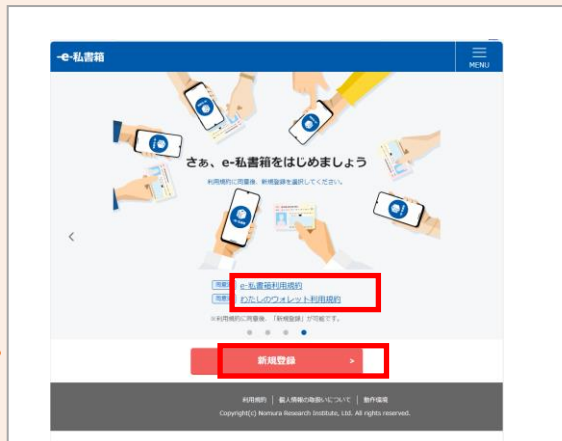 -e-私書箱
MENU
さぁ、e-私書箱をはじめましょう
利用規約に同意後、新規登録を選択してください。
e-私書箱利用規約
わたしのウォレット利用規約
※利用規約に同意後、「新規登録」が可能です。
新規登録 >
利用規約 | 個人情報の取扱いについて | 動作環境
Copyright(c) Nomura Research Institute, Ltd. All rights reserved.